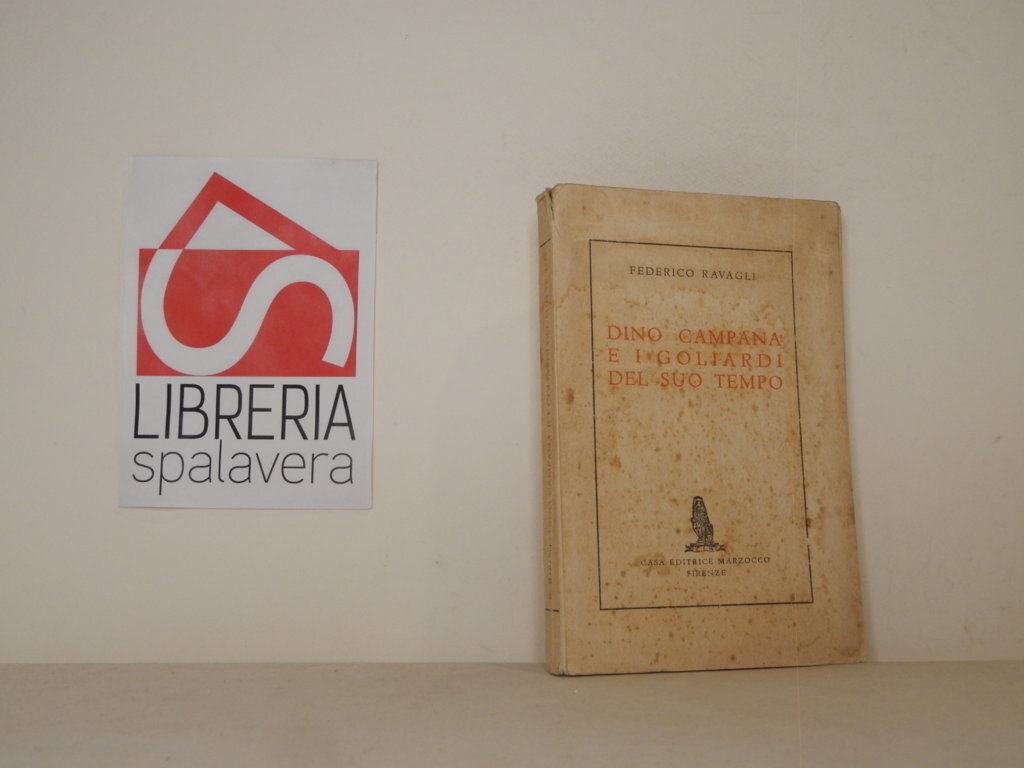 LIBRERIA
spalavera
FEDERICO RAVAGLI
DINO CAMPANA
E I GOLIARDI
DEL SUO TEMPO
CASA EDITRICE MARZOCCO
FIRENZE